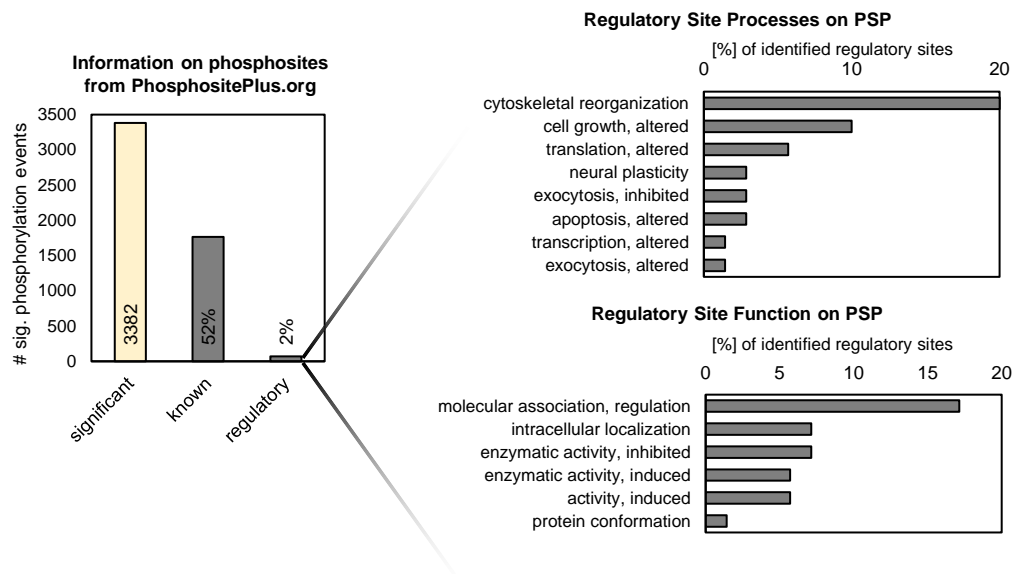 Information on phosphosites
from PhosphositePlus.org
# sig. phosphorylation events
3500
3000
2500
2000
1500
1000
500
0
3382
52%
2%
significant
known
regulatory
Regulatory Site Processes on PSP
[%] of identified regulatory sites
0 10 20
cytoskeletal reorganization
cell growth, altered
translation, altered
neural plasticity
exocytosis, inhibited
apoptosis, altered
transcription, altered
exocytosis, altered
Regulatory Site Function on PSP
[%] of identified regulatory sites
0 5 10 15 20
molecular association, regulation
intracellular localization
enzymatic activity, inhibited
enzymatic activity, induced
activity, induced
protein conformation